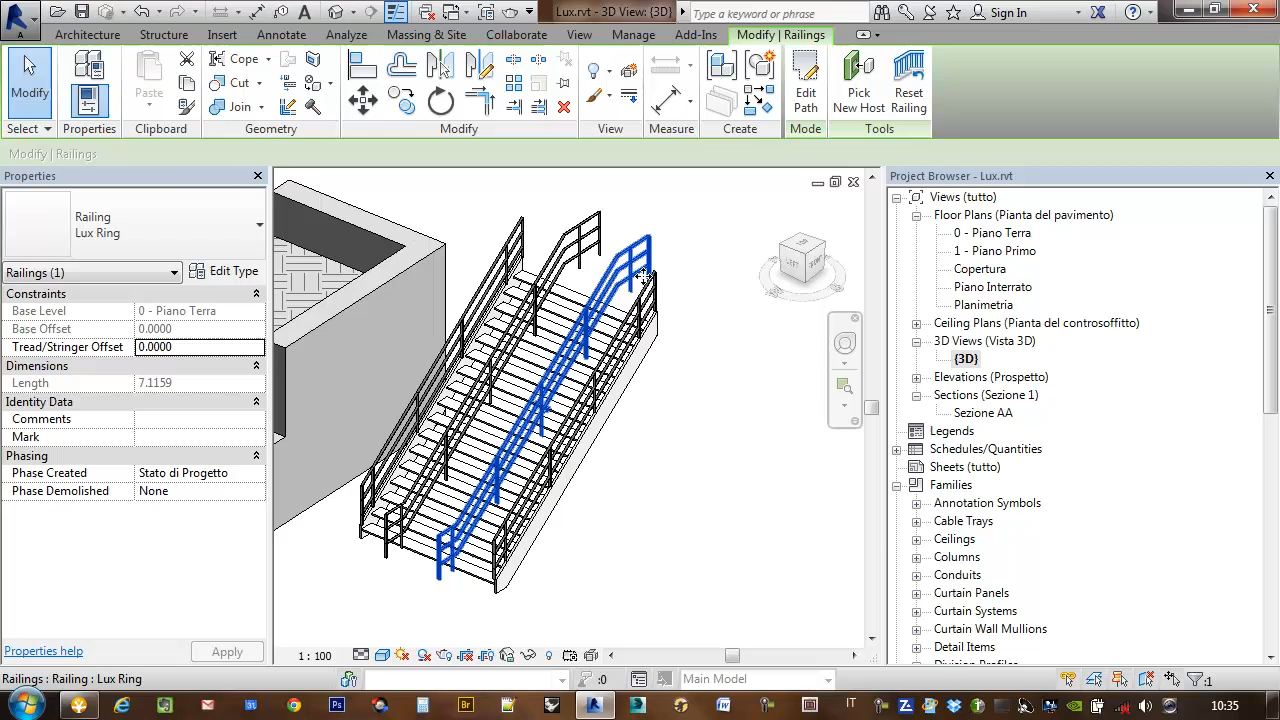 Lux.rvt - 3D View: {3D}
Type a keyword or phrase
Sign In
Architecture
Structure
Insert
Annotate
Analyze
Massing & Site
Collaborate
View
Manage
Add-Ins
Modify | Railings
Modify
Paste
Cope
Cut
Join
Edit
Path
Pick
New Host
Reset
Railing
Select
Properties
Clipboard
Geometry
Modify
View
Measure
Create
Mode
Tools
Modify | Railings
Properties
Railing
Lux Ring
Railings (1)
Edit Type
Constraints
Base Level 0 - Piano Terra
Base Offset 0.0000
Tread/Stringer Offset 0.0000
Dimensions
Length 7.1159
Identity Data
Comments
Mark
Phasing
Phase Created Stato di Progetto
Phase Demolished None
Properties help
Apply
LEFT
FRONT
1 : 100
Project Browser - Lux.rvt
Views (tutto)
Floor Plans (Pianta del pavimento)
0 - Piano Terra
1 - Piano Primo
Copertura
Piano Interrato
Planimetria
Ceiling Plans (Pianta del controsoffitto)
3D Views (Vista 3D)
{3D}
Elevations (Prospetto)
Sections (Sezione 1)
Sezione AA
Legends
Schedules/Quantities
Sheets (tutto)
Families
Annotation Symbols
Cable Trays
Ceilings
Columns
Conduits
Curtain Panels
Curtain Systems
Curtain Wall Mullions
Detail Items
Railings : Railing : Lux Ring
:0
Main Model
:1
IT
10:35